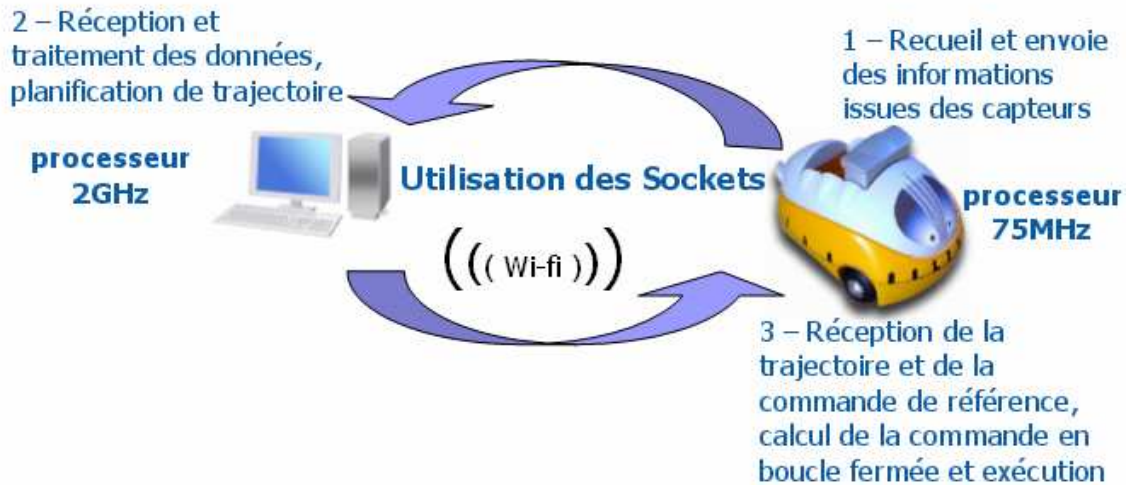 2 – Réception et
traitement des données,
planification de trajectoire
1 – Recueil et envoie
des informations
issues des capteurs
processeur
2GHz
Utilisation des Sockets
processeur
75MHz
(((Wi-fi)))
3 – Réception de la
trajectoire et de la
commande de référence,
calcul de la commande en
boucle fermée et exécution